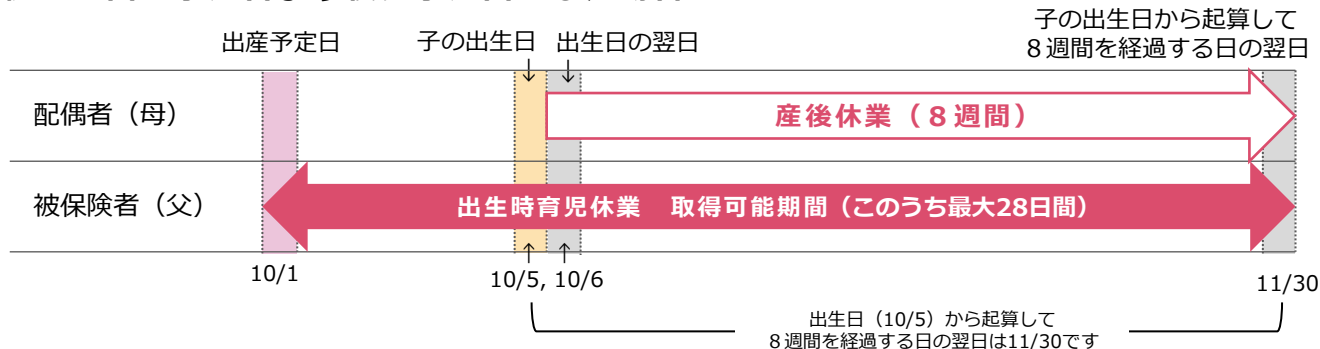 出産予定日
子の出生日
出生日の翌日
子の出生日から起算して
８週間を経過する日の翌日
配偶者（母）
産後休業（８週間）
被保険者（父）
出生時育児休業　取得可能期間（このうち最大28日間）
10/1
10/5, 10/6
11/30
出生日（10/5）から起算して
８週間を経過する日の翌日は11/30です